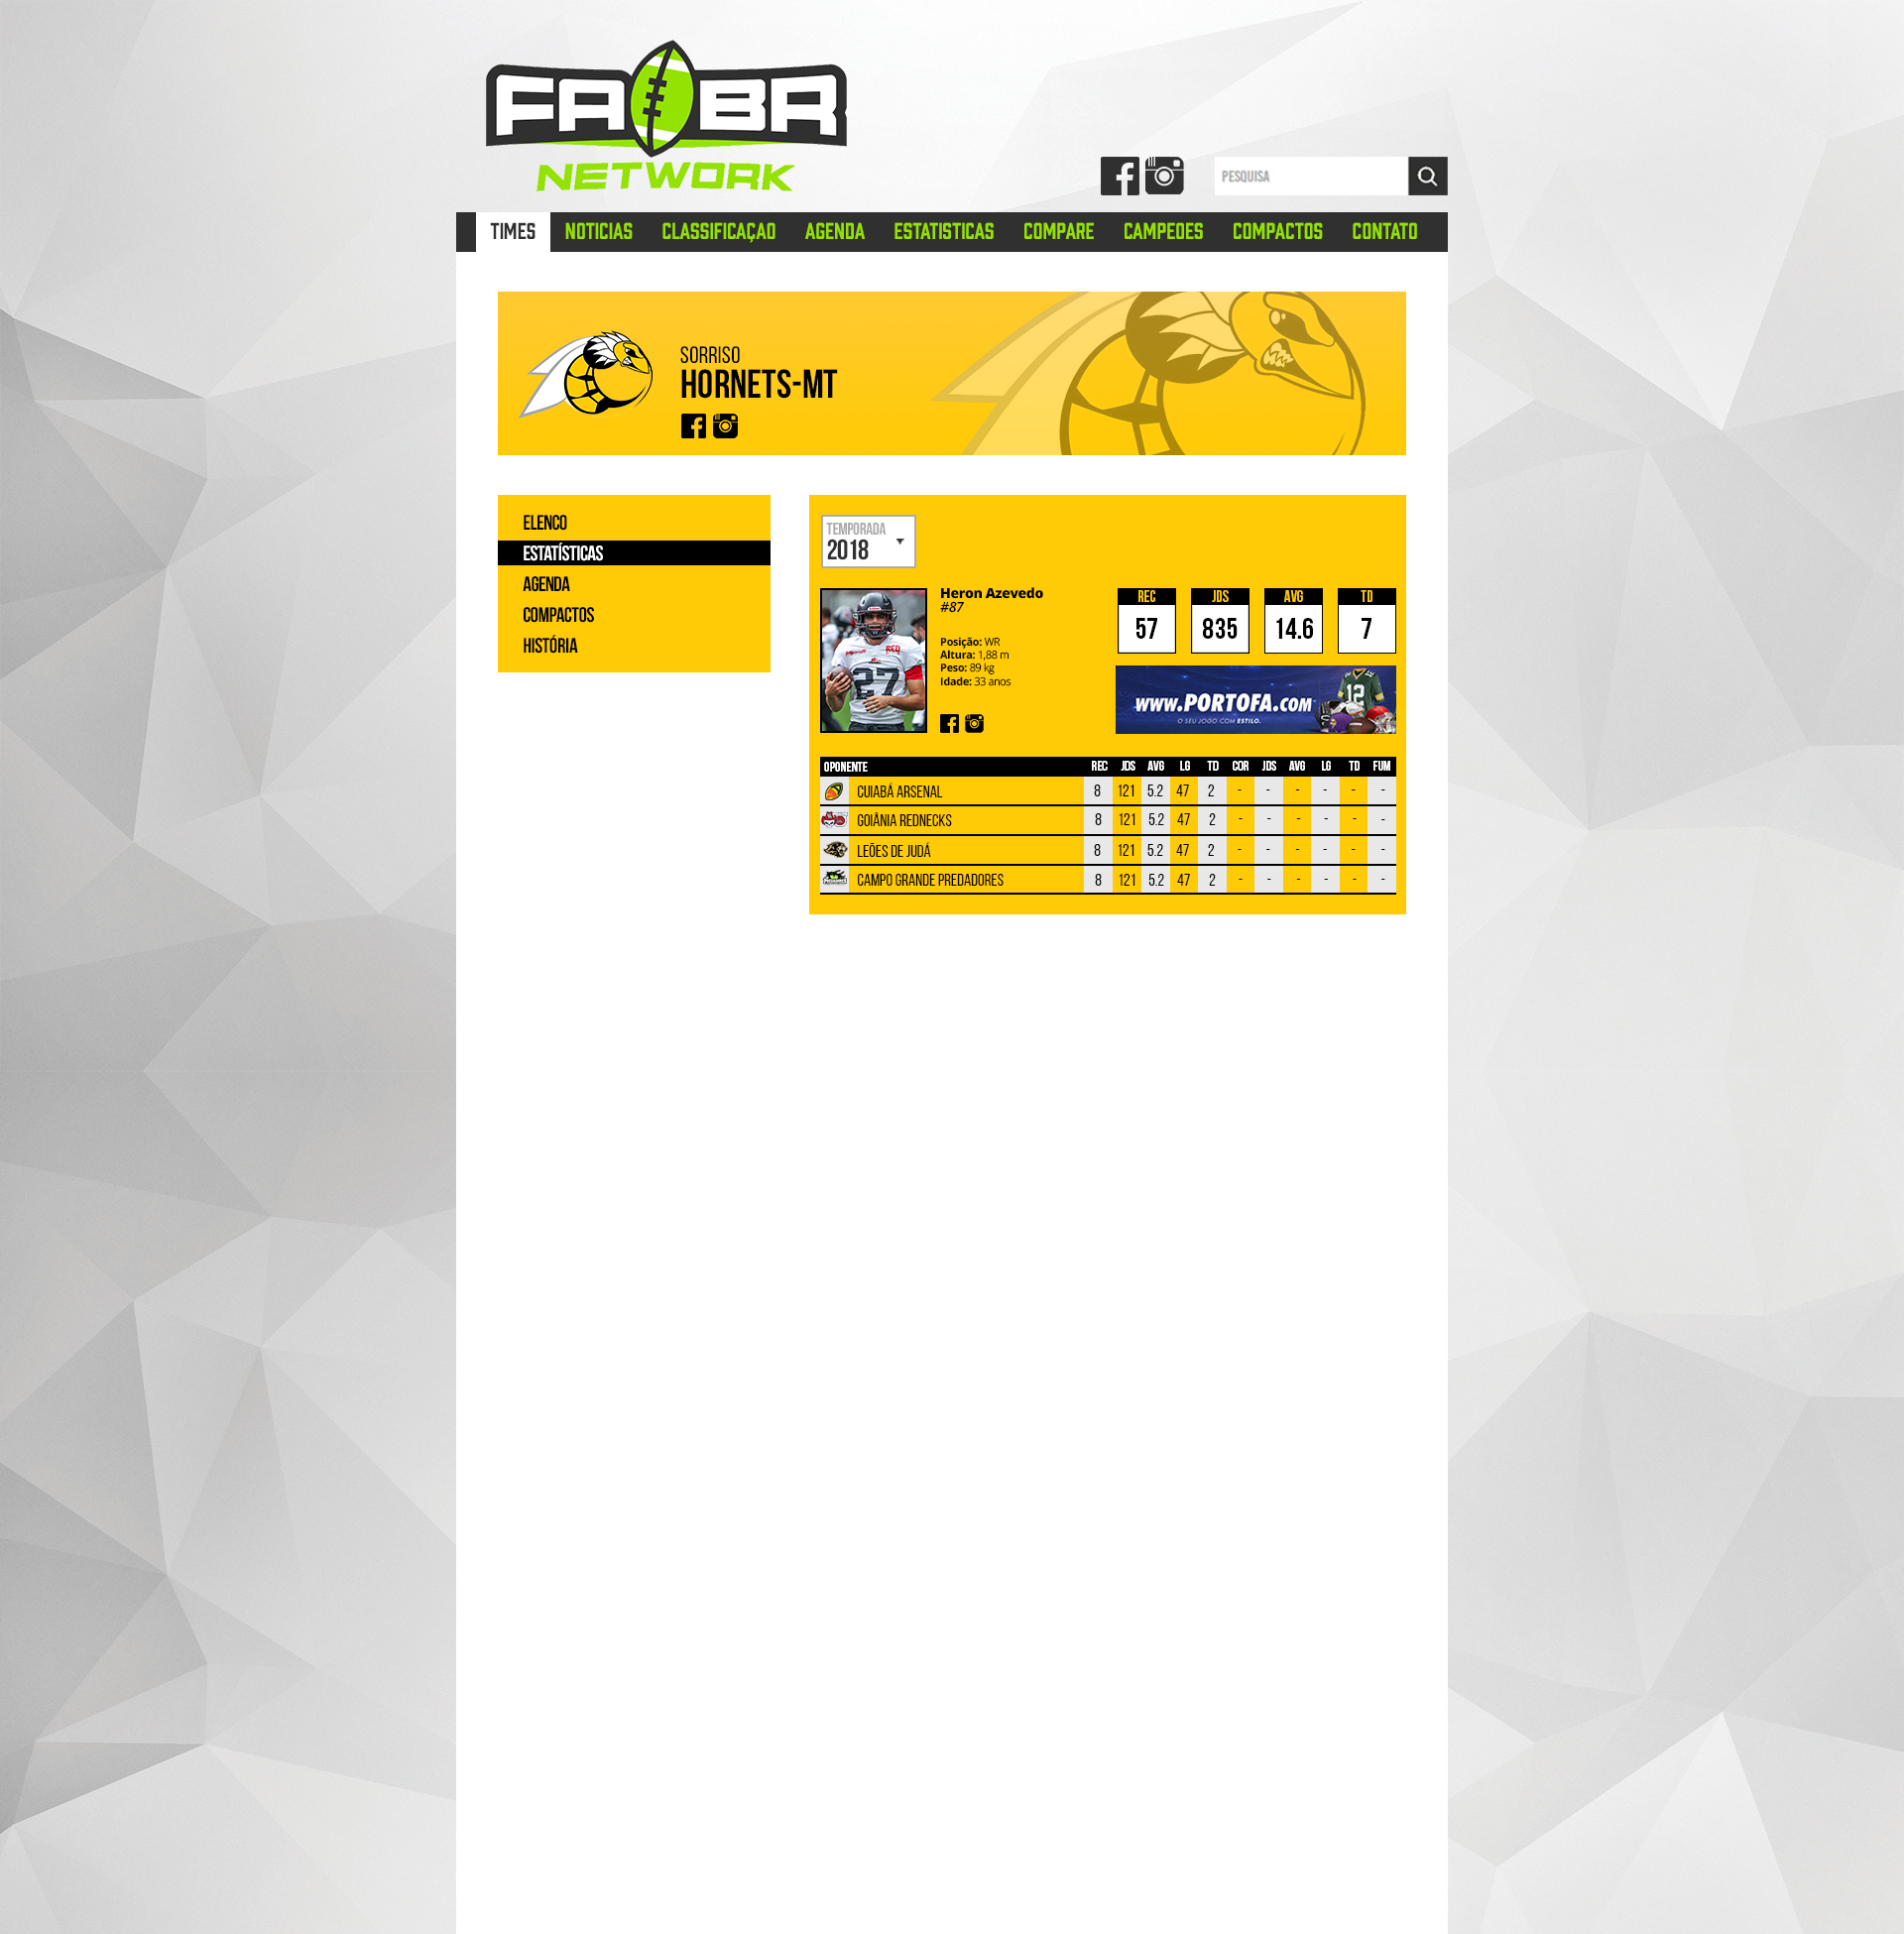 FABR
NETWORK
PESQUISA
TIMES NOTICIAS CLASSIFICAÇAO AGENDA ESTATISTICAS COMPARE CAMPEOES COMPACTOS CONTATO
SORRISO
HORNETS-MT
ELENCO
ESTATÍSTICAS
AGENDA
COMPACTOS
HISTÓRIA
TEMPORADA
2018
Heron Azevedo
#87
Posição: WR
Altura: 1,88 m
Peso: 89 kg
Idade: 33 anos
27
REC JDS AVG TD
57 835 14.6 7
www.PORTOFA.com
O SEU JOGO COM ESTILO.
12
OPONENTE REC JDS AVG LG TD COR JDS AVG LG TD FUM
CUIABÁ ARSENAL 8 121 5.2 47 2 - - - - - -
GOIÂNIA REDNECKS 8 121 5.2 47 2 - - - - - -
LEÕES DE JUDÁ 8 121 5.2 47 2 - - - - - -
CAMPO GRANDE PREDADORES 8 121 5.2 47 2 - - - - - -